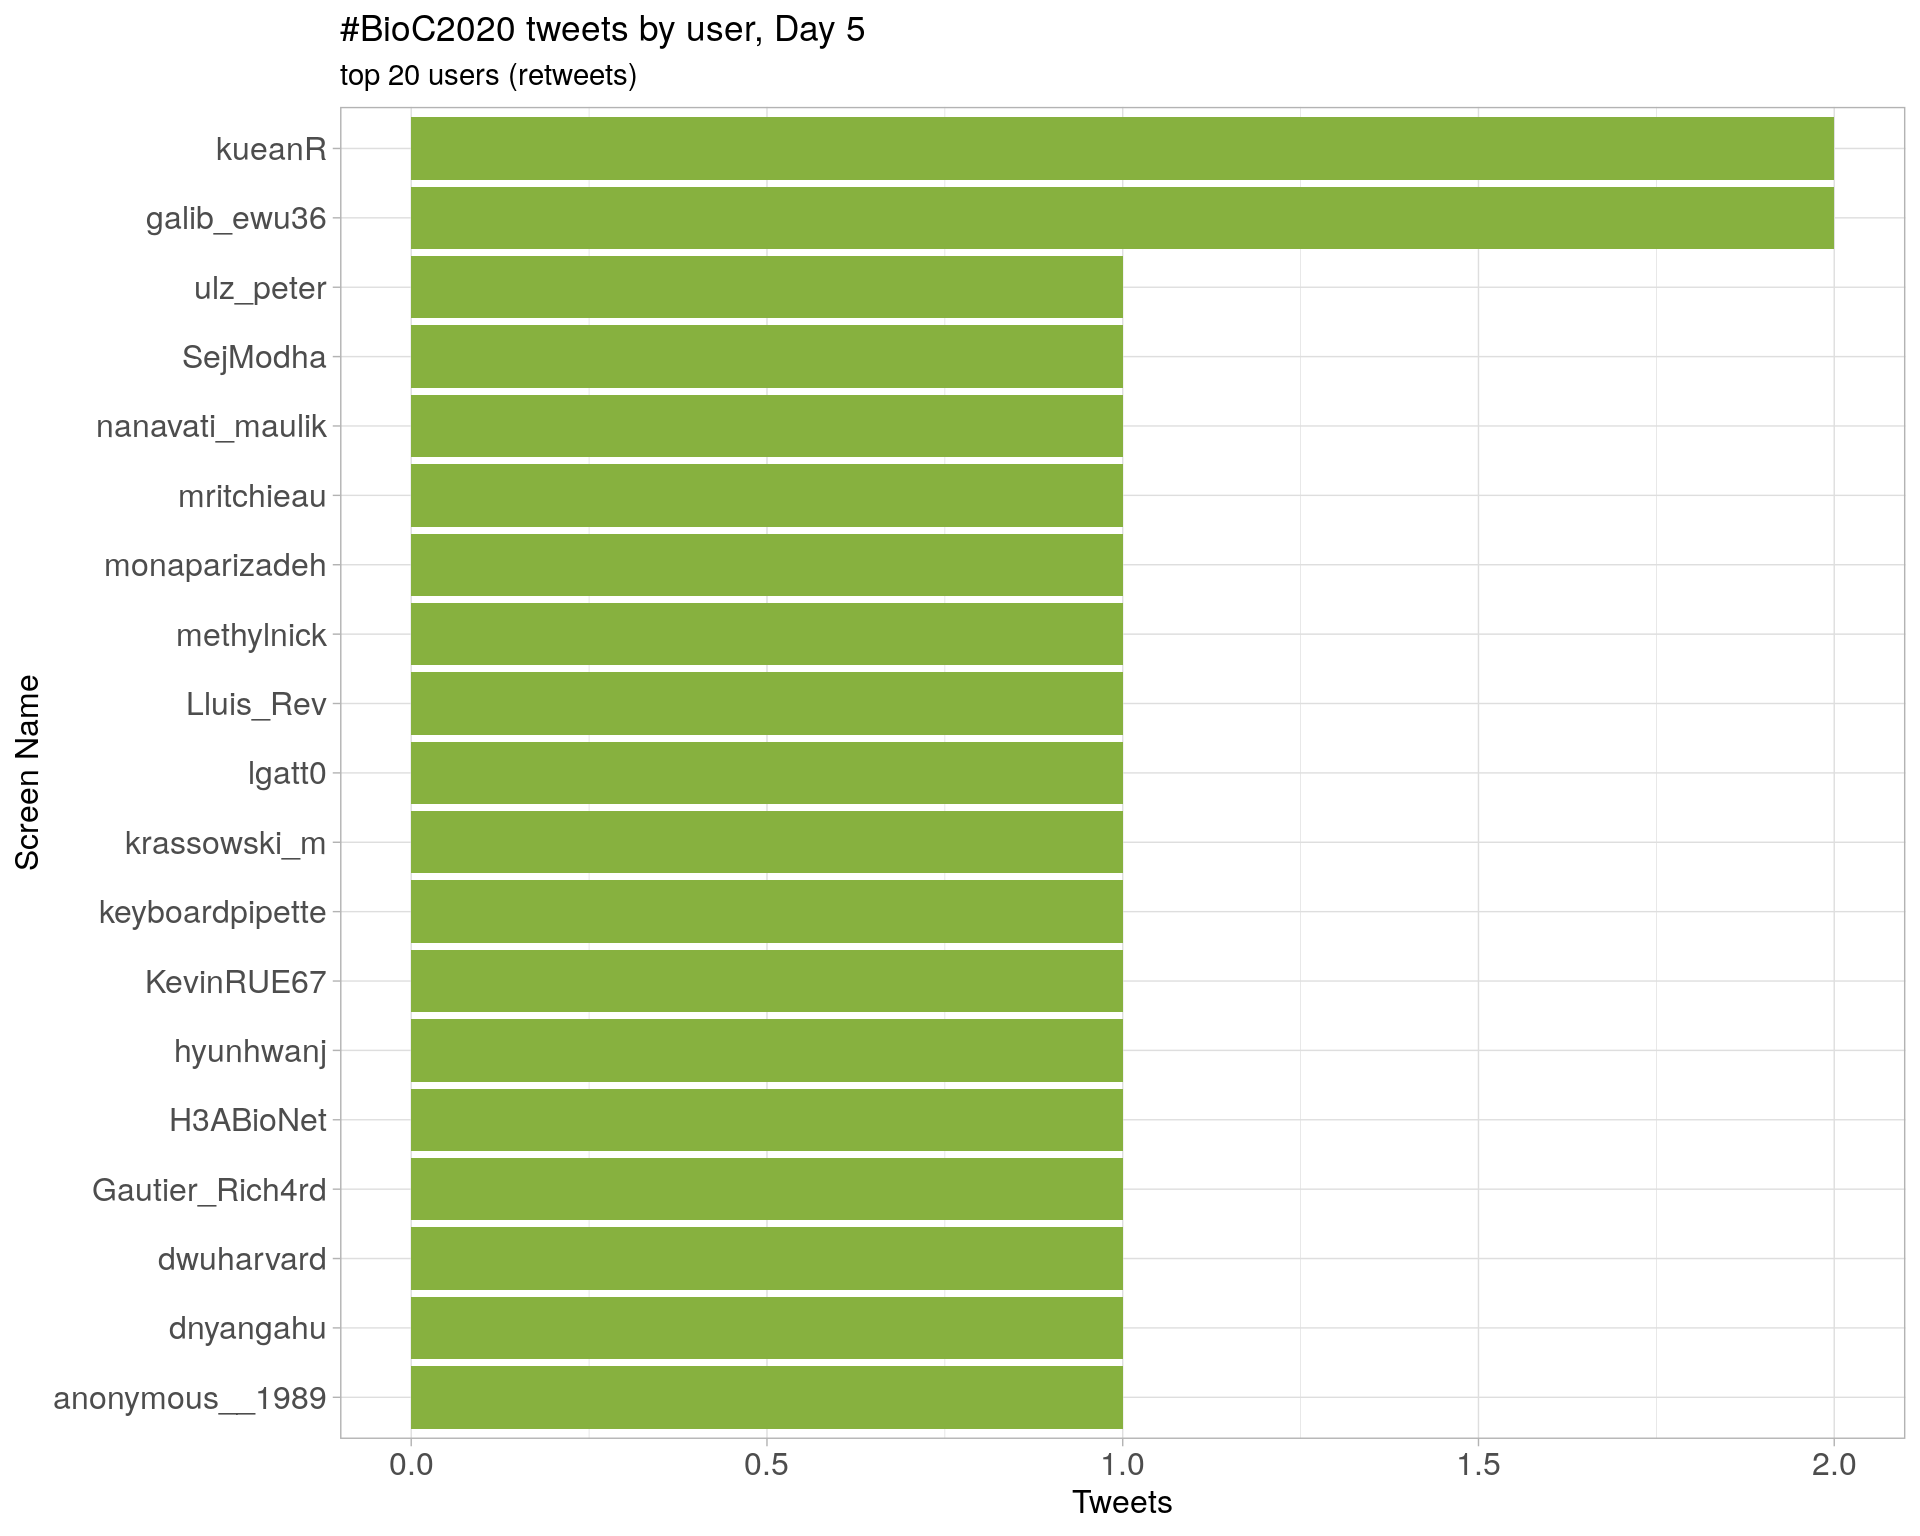 #BioC2020 tweets by user, Day 5
top 20 users (retweets)
kueanR
galib_ewu36
ulz_peter
SejModha
nanavati_maulik
mritchieau
monaparizadeh
methylnick
Lluis_Rev
lgatt0
krassowski_m
keyboardpipette
KevinRUE67
hyunhwanj
H3ABioNet
Gautier_Rich4rd
dwuharvard
dnyangahu
anonymous__1989
Screen Name
0.0 0.5 1.0 1.5 2.0
Tweets